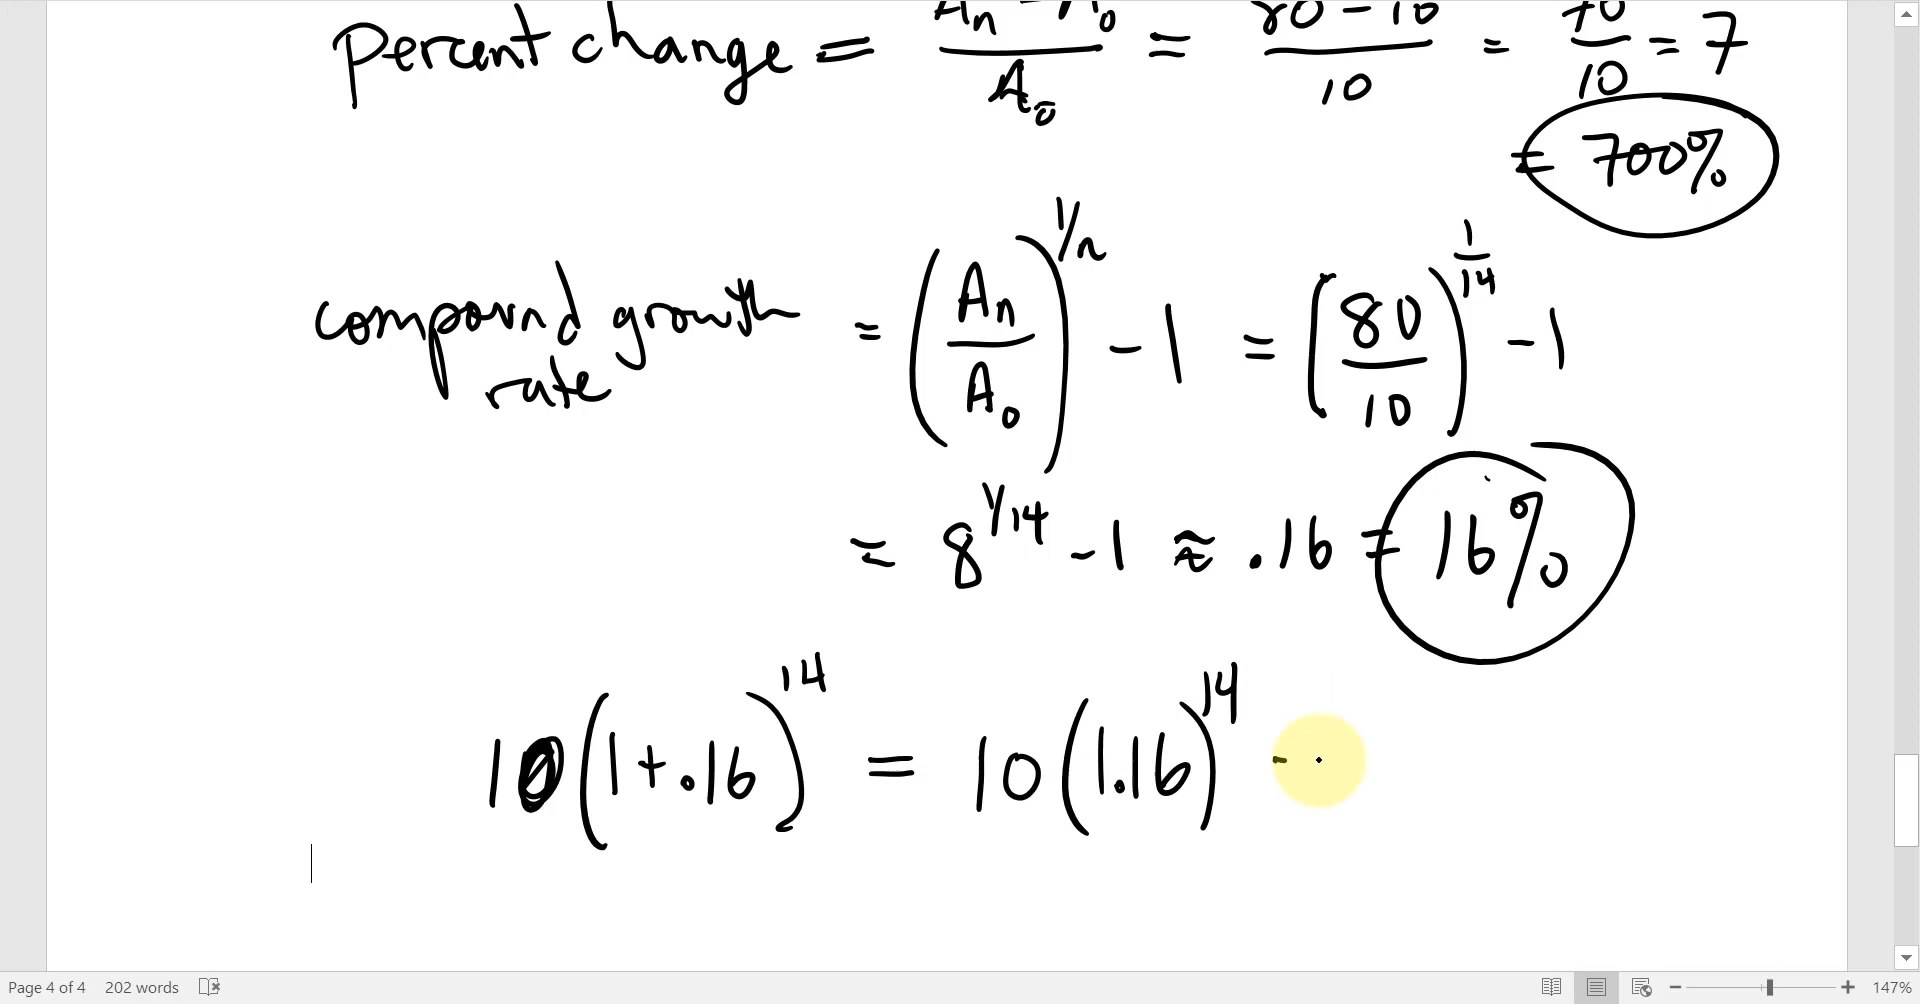 percent change = An - A0 / A0 = 80 - 10 / 10 = 70 / 10 = 7
= 700%
compound growth rate = (An / A0)^1/n - 1 = (80 / 10)^1/14 - 1
= 8^1/14 - 1 ≈ .16 = 16%
10(1 + .16)^14 = 10(1.16)^14 -
Page 4 of 4 202 words 147%